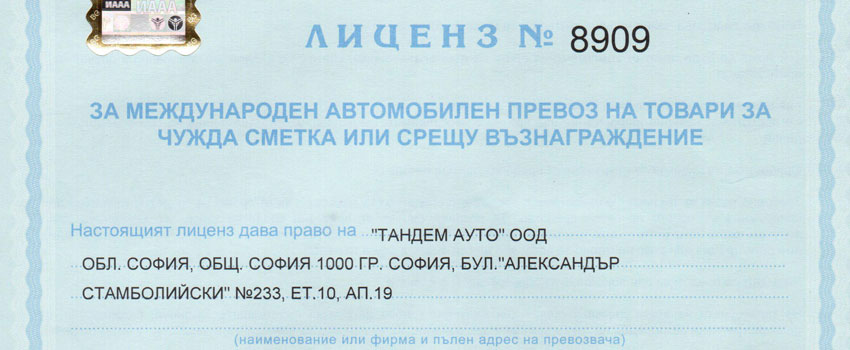 ИААА ИААА
ЛИЦЕНЗ № 8909
ЗА МЕЖДУНАРОДЕН АВТОМОБИЛЕН ПРЕВОЗ НА ТОВАРИ ЗА
ЧУЖДА СМЕТКА ИЛИ СРЕЩУ ВЪЗНАГРАЖДЕНИЕ
Настоящият лиценз дава право на "ТАНДЕМ АУТО" ООД
ОБЛ. СОФИЯ, ОБЩ. СОФИЯ 1000 ГР. СОФИЯ, БУЛ."АЛЕКСАНДЪР
СТАМБОЛИЙСКИ" №233, ЕТ.10, АП.19
(наименование или фирма и пълен адрес на превозвача)